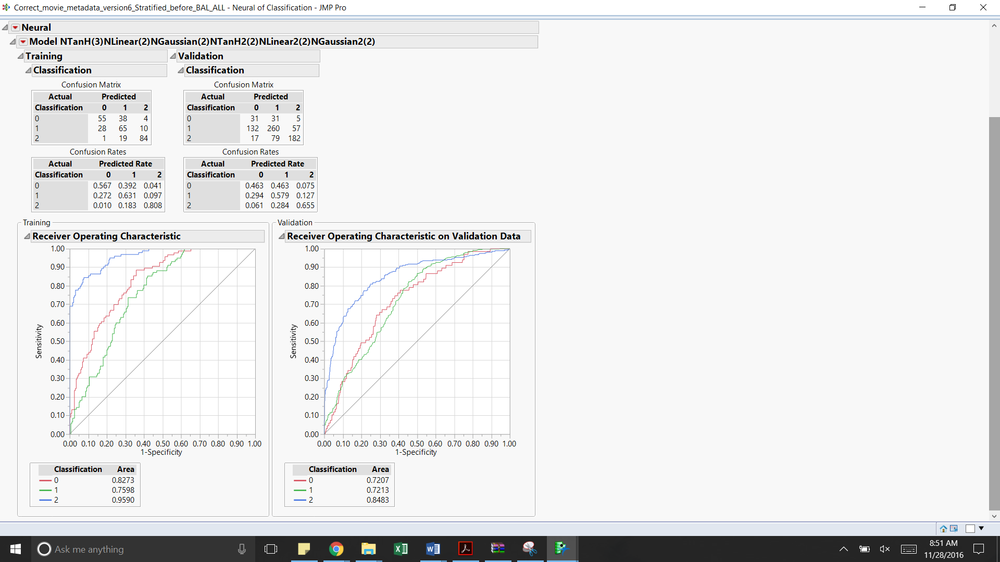 Correct_movie_metadata_version6_Stratified_before_BAL_ALL - Neural of Classification - JMP Pro
Neural
Model NTanH(3)NLinear(2)NGaussian(2)NTanH2(2)NLinear2(2)NGaussian2(2)
Training
Classification
Confusion Matrix
Actual Predicted
Classification 0 1 2
0 55 38 4
1 28 65 10
2 1 19 84
Confusion Rates
Actual Predicted Rate
Classification 0 1 2
0 0.567 0.392 0.041
1 0.272 0.631 0.097
2 0.010 0.183 0.808
Validation
Classification
Confusion Matrix
Actual Predicted
Classification 0 1 2
0 31 31 5
1 132 260 57
2 17 79 182
Confusion Rates
Actual Predicted Rate
Classification 0 1 2
0 0.463 0.463 0.075
1 0.294 0.579 0.127
2 0.061 0.284 0.655
Training
Receiver Operating Characteristic
1.00
0.90
0.80
0.70
0.60
0.50
0.40
0.30
0.20
0.10
0.00
Sensitivity
0.00 0.10 0.20 0.30 0.40 0.50 0.60 0.70 0.80 0.90 1.00
1-Specificity
Classification Area
0 0.8273
1 0.7598
2 0.9590
Validation
Receiver Operating Characteristic on Validation Data
1.00
0.90
0.80
0.70
0.60
0.50
0.40
0.30
0.20
0.10
0.00
Sensitivity
0.00 0.10 0.20 0.30 0.40 0.50 0.60 0.70 0.80 0.90 1.00
1-Specificity
Classification Area
0 0.7207
1 0.7213
2 0.8483
Ask me anything
8:51 AM
11/28/2016